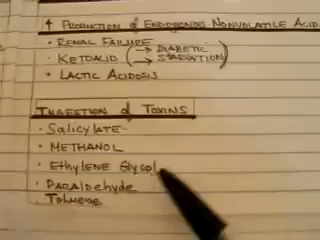 ↑ PRODUCTION of ENDOGENOUS NONVOLATILE ACID
• RENAL FAILURE
• KETOACID (→ DIABETIC
→ STARVATION)
• LACTIC ACIDOSIS
INGESTION of TOXINS
• Salicylate
• METHANOL
• Ethylene Glycol
• Paraldehyde
. Toluene